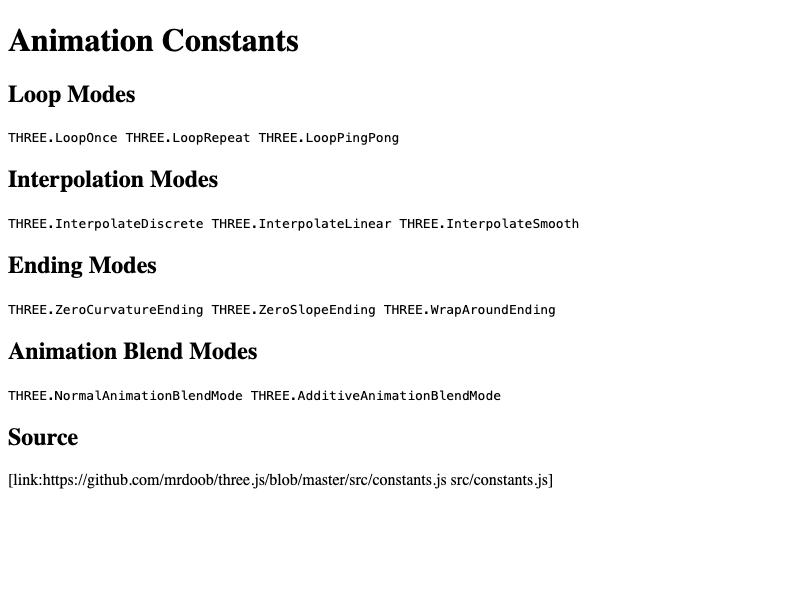 Animation Constants
Loop Modes
THREE.LoopOnce THREE.LoopRepeat THREE.LoopPingPong
Interpolation Modes
THREE.InterpolateDiscrete THREE.InterpolateLinear THREE.InterpolateSmooth
Ending Modes
THREE.ZeroCurvatureEnding THREE.ZeroSlopeEnding THREE.WrapAroundEnding
Animation Blend Modes
THREE.NormalAnimationBlendMode THREE.AdditiveAnimationBlendMode
Source
[link:https://github.com/mrdoob/three.js/blob/master/src/constants.js src/constants.js]